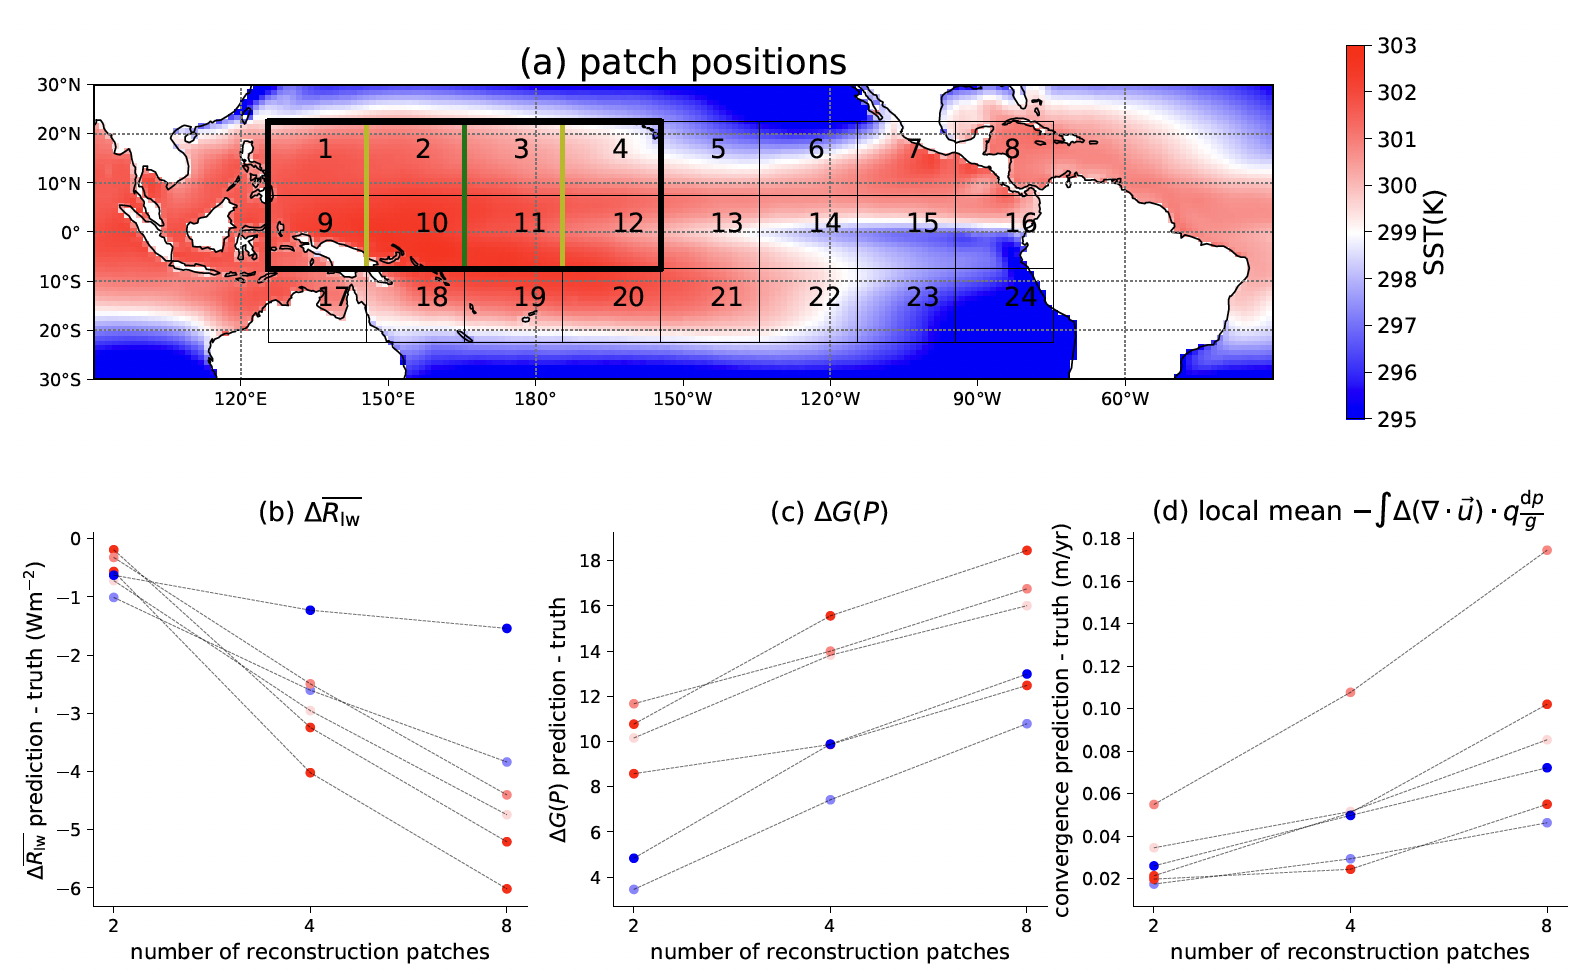 (a) patch positions
30°N
20°N
10°N
0°
10°S
20°S
30°S
1 2 3 4 5 6 7 8
9 10 11 12 13 14 15 16
17 18 19 20 21 22 23 24
120°E 150°E 180° 150°W 120°W 90°W 60°W
303
302
301
300
299
298
297
296
295
SST(K)
(b) Δ\overline{R_{lw}}
0
−1
−2
−3
−4
−5
−6
Δ\overline{R_{lw}} prediction - truth (Wm⁻²)
2 4 8
number of reconstruction patches
(c) ΔG(P)
18
16
14
12
10
8
6
4
ΔG(P) prediction - truth
2 4 8
number of reconstruction patches
(d) local mean −∫Δ(∇·\vec{u})·q\frac{dp}{g}
0.18
0.16
0.14
0.12
0.10
0.08
0.06
0.04
0.02
convergence prediction - truth (m/yr)
2 4 8
number of reconstruction patches